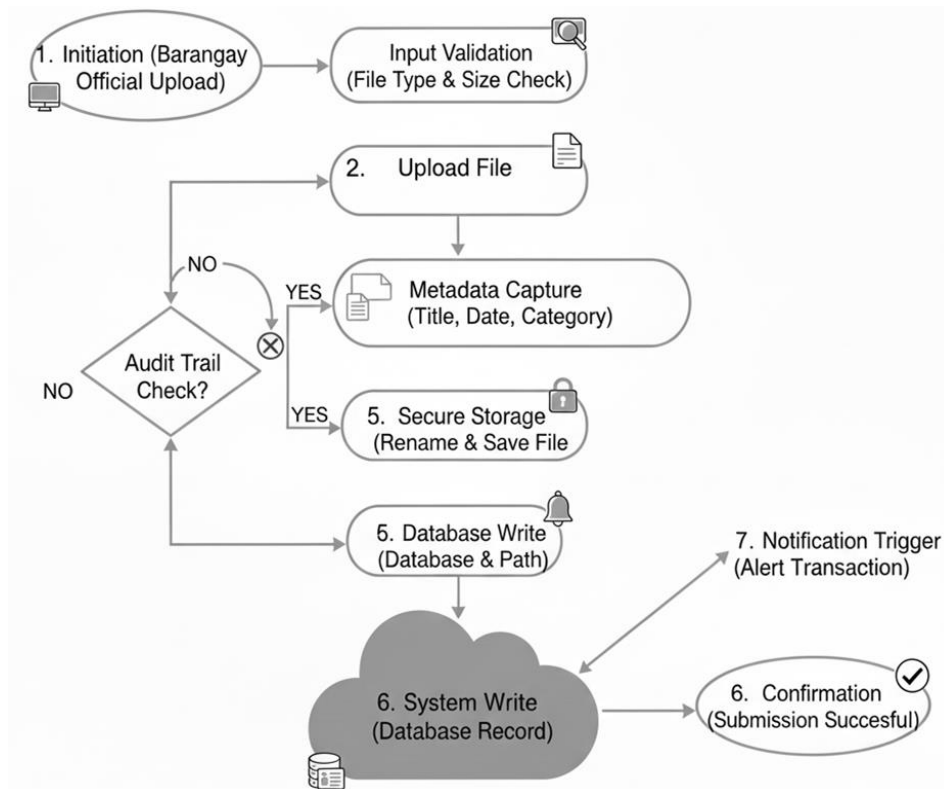 1. Initiation (Barangay
Official Upload)
Input Validation
(File Type & Size Check)
2. Upload File
NO
YES
Metadata Capture
(Title, Date, Category)
Audit Trail
Check?
NO
YES
5. Secure Storage
(Rename & Save File
5. Database Write
(Database & Path)
7. Notification Trigger
(Alert Transaction)
6. System Write
(Database Record)
6. Confirmation
(Submission Succesful)